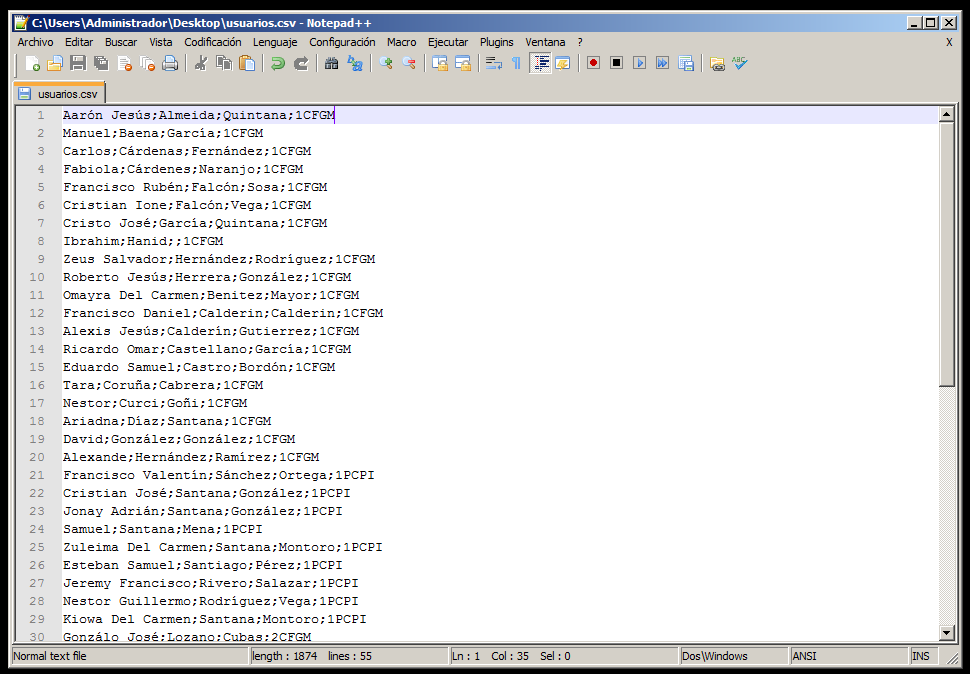 C:\Users\Administrador\Desktop\usuarios.csv - Notepad++
Archivo Editar Buscar Vista Codificación Lenguaje Configuración Macro Ejecutar Plugins Ventana ? X
usuarios.csv
1 Aarón Jesús;Almeida;Quintana;1CFGM
2 Manuel;Baena;García;1CFGM
3 Carlos;Cárdenas;Fernández;1CFGM
4 Fabiola;Cárdenes;Naranjo;1CFGM
5 Francisco Rubén;Falcón;Sosa;1CFGM
6 Cristian Ione;Falcón;Vega;1CFGM
7 Cristo José;García;Quintana;1CFGM
8 Ibrahim;Hanid;;1CFGM
9 Zeus Salvador;Hernández;Rodríguez;1CFGM
10 Roberto Jesús;Herrera;González;1CFGM
11 Omayra Del Carmen;Benitez;Mayor;1CFGM
12 Francisco Daniel;Calderin;Calderin;1CFGM
13 Alexis Jesús;Calderín;Gutierrez;1CFGM
14 Ricardo Omar;Castellano;García;1CFGM
15 Eduardo Samuel;Castro;Bordón;1CFGM
16 Tara;Coruña;Cabrera;1CFGM
17 Nestor;Curci;Goñi;1CFGM
18 Ariadna;Díaz;Santana;1CFGM
19 David;González;González;1CFGM
20 Alexande;Hernández;Ramírez;1CFGM
21 Francisco Valentín;Sánchez;Ortega;1PCPI
22 Cristian José;Santana;González;1PCPI
23 Jonay Adrián;Santana;González;1PCPI
24 Samuel;Santana;Mena;1PCPI
25 Zuleima Del Carmen;Santana;Montoro;1PCPI
26 Esteban Samuel;Santiago;Pérez;1PCPI
27 Jeremy Francisco;Rivero;Salazar;1PCPI
28 Nestor Guillermo;Rodríguez;Vega;1PCPI
29 Kiowa Del Carmen;Santana;Montoro;1PCPI
30 Gonzálo José;Lozano;Cubas;2CFGM
Normal text file length : 1874 lines : 55 Ln : 1 Col : 35 Sel : 0 Dos\Windows ANSI INS